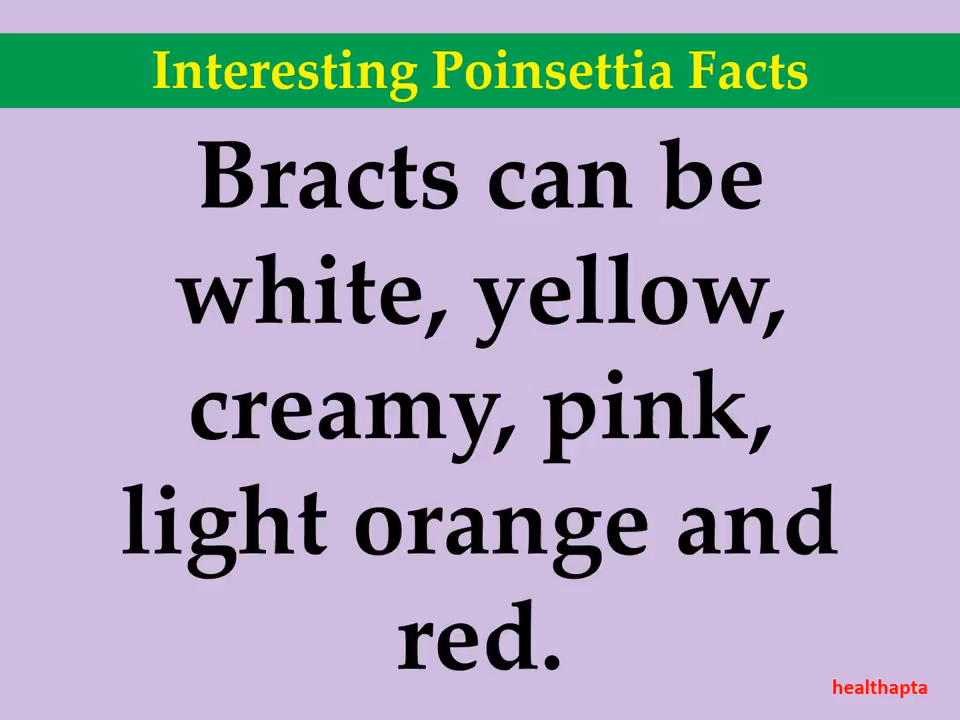 Interesting Poinsettia Facts
Bracts can be
white, yellow,
creamy, pink,
light orange and
red.
healthapta